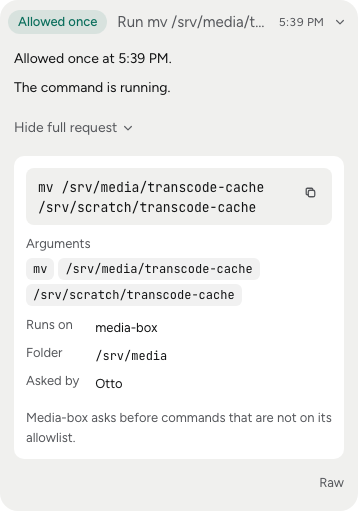 Allowed once Run mv /srv/media/t... 5:39 PM
Allowed once at 5:39 PM.
The command is running.
Hide full request
mv /srv/media/transcode-cache
/srv/scratch/transcode-cache
Arguments
mv /srv/media/transcode-cache
/srv/scratch/transcode-cache
Runs on media-box
Folder /srv/media
Asked by Otto
Media-box asks before commands that are not on its
allowlist.
Raw